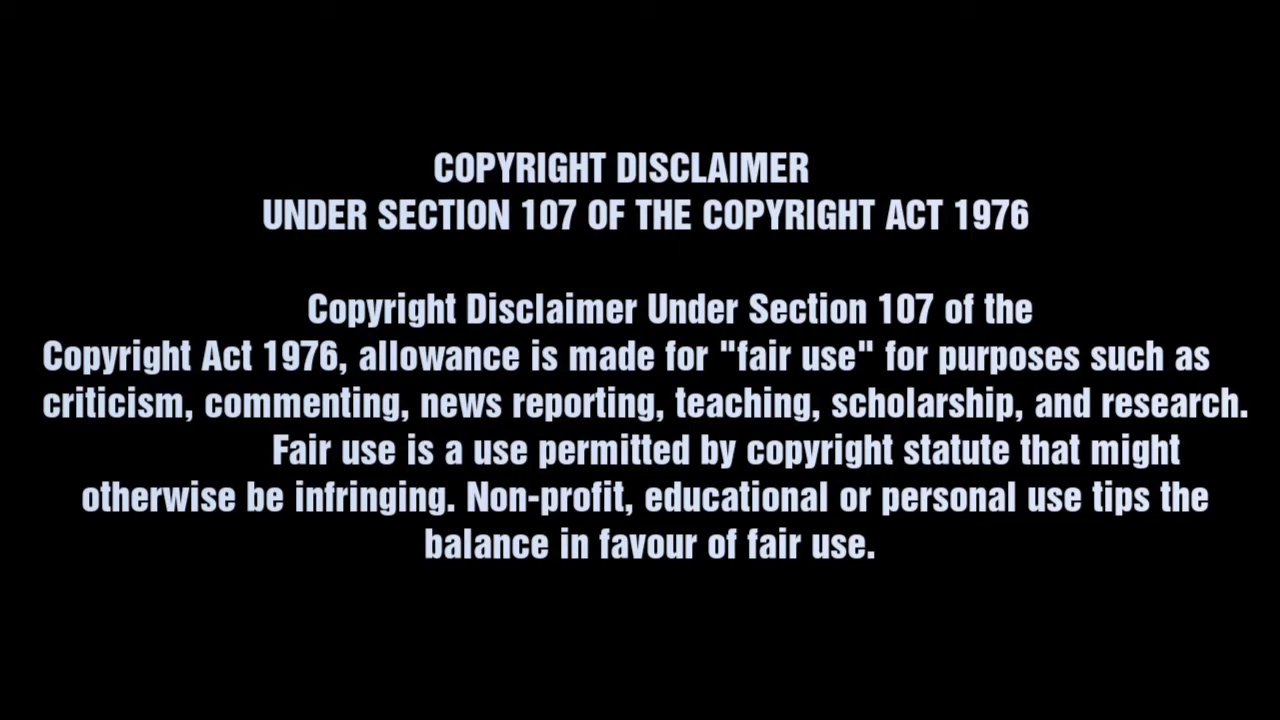 COPYRIGHT DISCLAIMER
UNDER SECTION 107 OF THE COPYRIGHT ACT 1976
Copyright Disclaimer Under Section 107 of the
Copyright Act 1976, allowance is made for "fair use" for purposes such as
criticism, commenting, news reporting, teaching, scholarship, and research.
Fair use is a use permitted by copyright statute that might
otherwise be infringing. Non-profit, educational or personal use tips the
balance in favour of fair use.